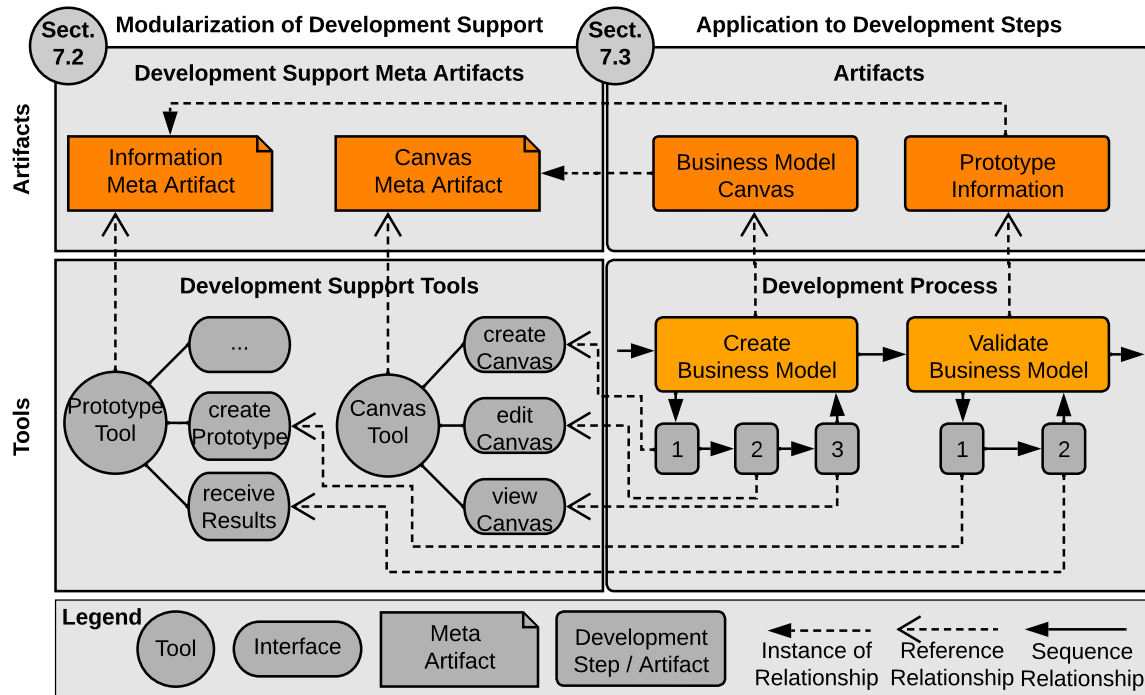 Sect.
7.2
Modularization of Development Support
Sect.
7.3
Application to Development Steps
Artifacts
Development Support Meta Artifacts
Artifacts
Information
Meta Artifact
Canvas
Meta Artifact
Business Model
Canvas
Prototype
Information
Tools
Development Support Tools
Development Process
Prototype
Tool
...
create
Prototype
receive
Results
Canvas
Tool
create
Canvas
edit
Canvas
view
Canvas
Create
Business Model
Validate
Business Model
1
2
3
1
2
Legend
Tool
Interface
Meta
Artifact
Development
Step / Artifact
Instance of
Relationship
Reference
Relationship
Sequence
Relationship